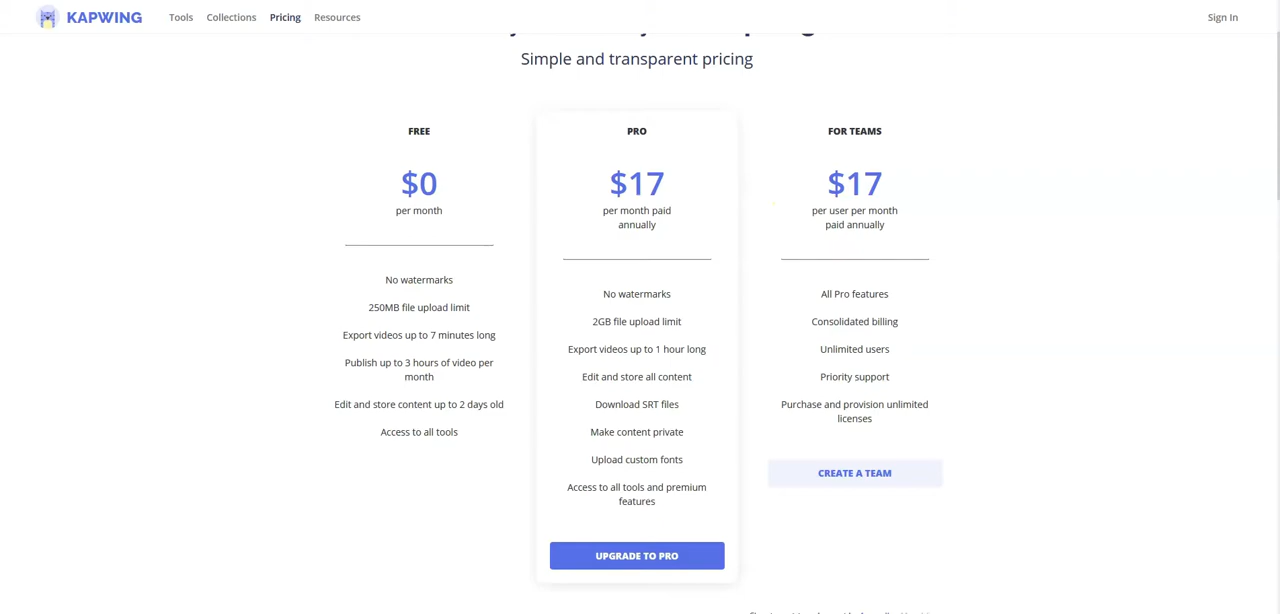 KAPWING
Tools
Collections
Pricing
Resources
Sign In
Simple and transparent pricing
FREE
$0
per month
No watermarks
250MB file upload limit
Export videos up to 7 minutes long
Publish up to 3 hours of video per
month
Edit and store content up to 2 days old
Access to all tools
PRO
$17
per month paid
annually
No watermarks
2GB file upload limit
Export videos up to 1 hour long
Edit and store all content
Download SRT files
Make content private
Upload custom fonts
Access to all tools and premium
features
UPGRADE TO PRO
FOR TEAMS
$17
per user per month
paid annually
All Pro features
Consolidated billing
Unlimited users
Priority support
Purchase and provision unlimited
licenses
CREATE A TEAM